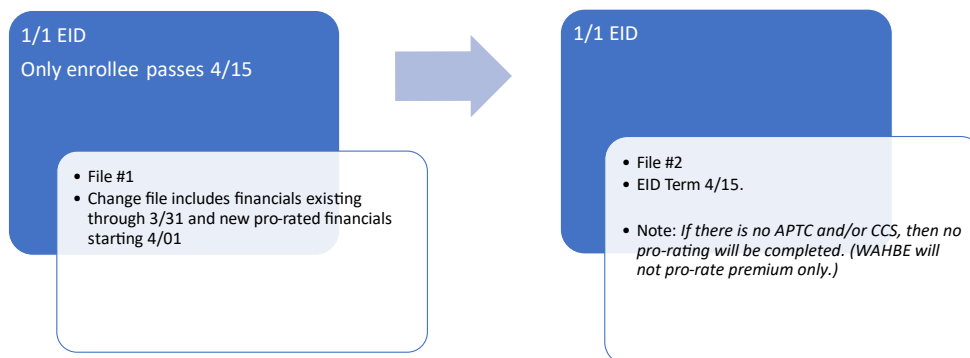 1/1 EID
Only enrollee passes 4/15
• File #1
• Change file includes financials existing
through 3/31 and new pro-rated financials
starting 4/01
1/1 EID
• File #2
• EID Term 4/15.
• Note: If there is no APTC and/or CCS, then no
pro-rating will be completed. (WAHBE will
not pro-rate premium only.)